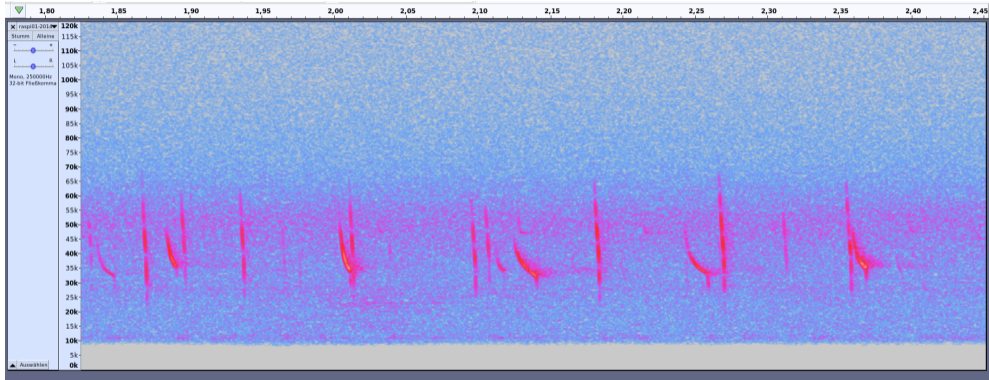 1,80 1,85 1,90 1,95 2,00 2,05 2,10 2,15 2,20 2,25 2,30 2,35 2,40 2,45
× raspi01-201
Stumm Alleine
- +
L R
Mono, 250000Hz
32-bit Fließkomma
Auswählen
120k
115k
110k
105k
100k
95k
90k
85k
80k
75k
70k
65k
60k
55k
50k
45k
40k
35k
30k
25k
20k
15k
10k
5k
0k